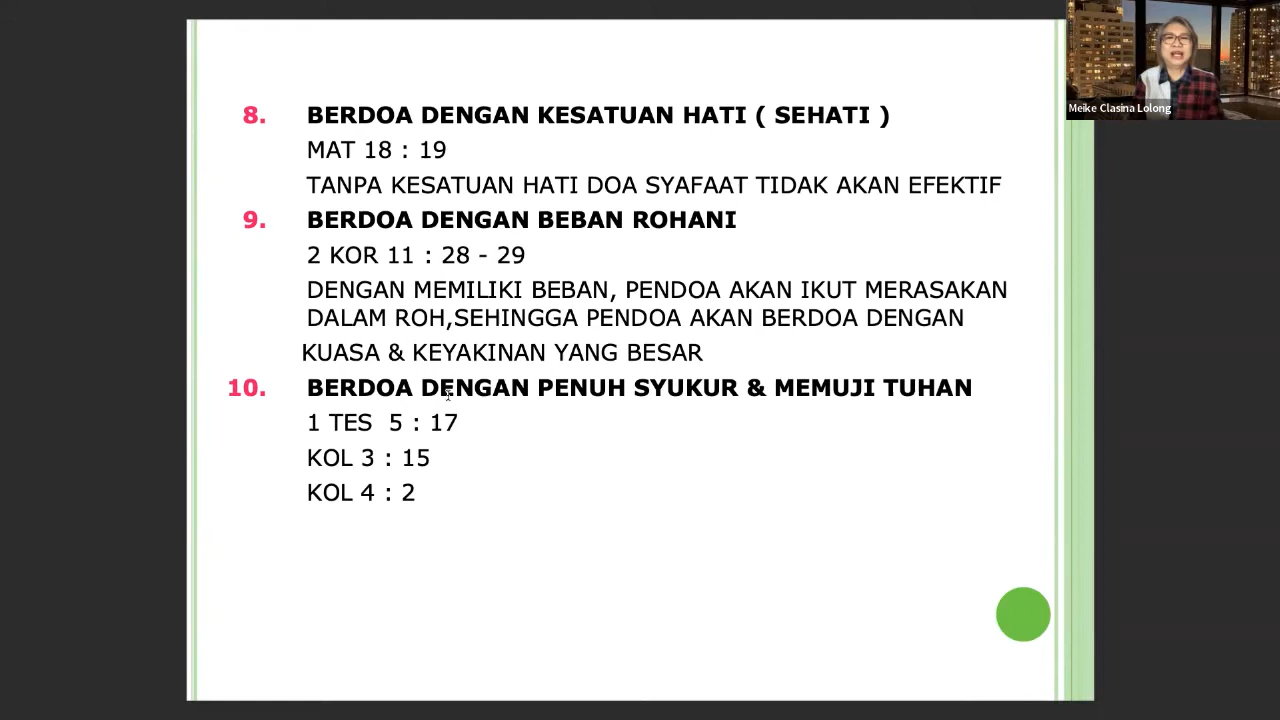 8. BERDOA DENGAN KESATUAN HATI ( SEHATI )
MAT 18 : 19
TANPA KESATUAN HATI DOA SYAFAAT TIDAK AKAN EFEKTIF
9. BERDOA DENGAN BEBAN ROHANI
2 KOR 11 : 28 - 29
DENGAN MEMILIKI BEBAN, PENDOA AKAN IKUT MERASAKAN
DALAM ROH,SEHINGGA PENDOA AKAN BERDOA DENGAN
KUASA & KEYAKINAN YANG BESAR
10. BERDOA DENGAN PENUH SYUKUR & MEMUJI TUHAN
1 TES 5 : 17
KOL 3 : 15
KOL 4 : 2
Meike Clasina Lolong